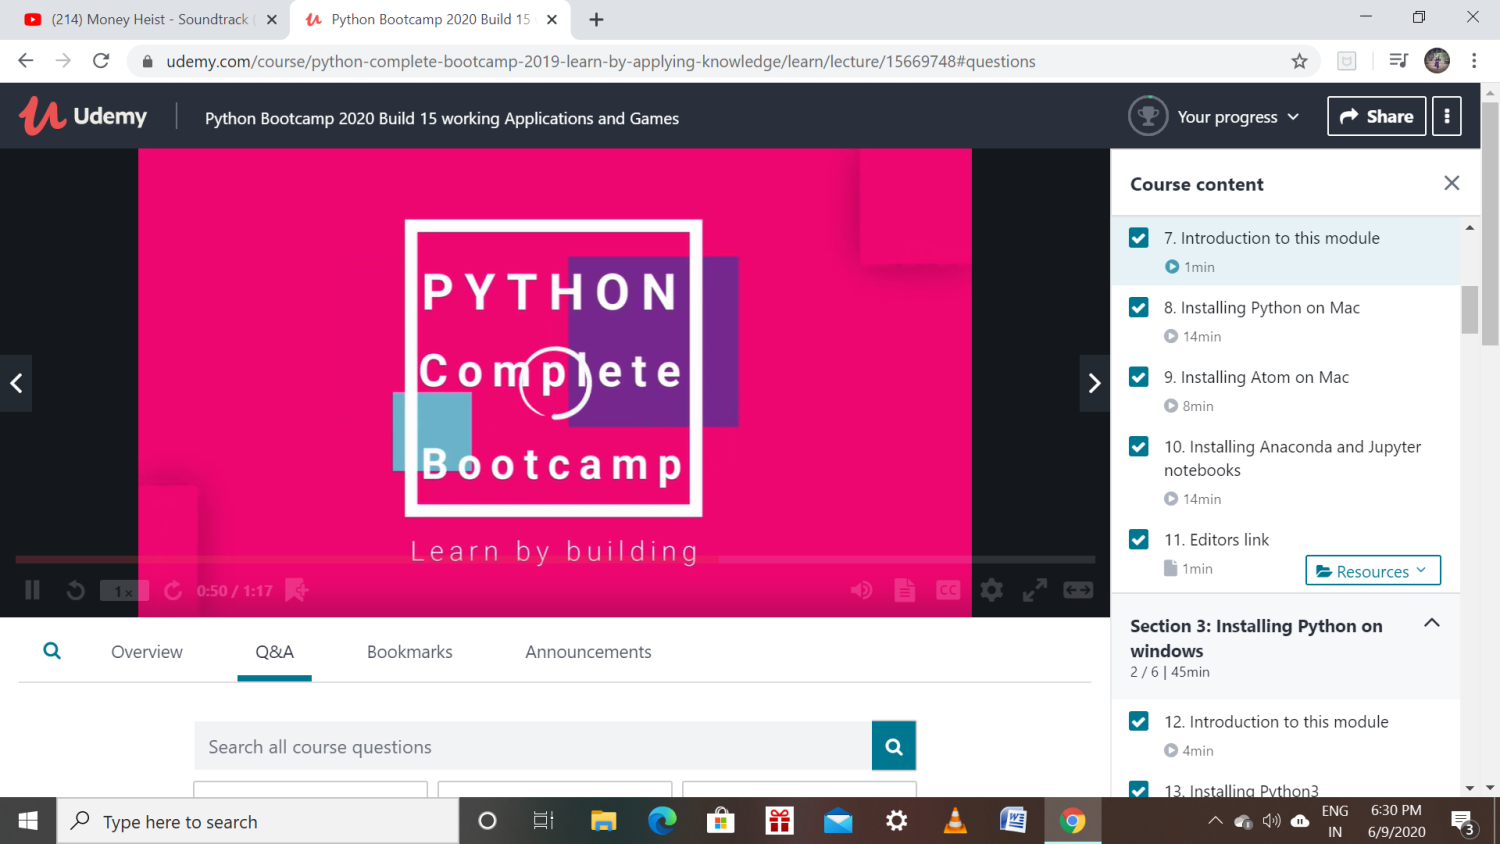 (214) Money Heist - Soundtrack
Python Bootcamp 2020 Build 15
udemy.com/course/python-complete-bootcamp-2019-learn-by-applying-knowledge/learn/lecture/15669748#questions
Udemy
Python Bootcamp 2020 Build 15 working Applications and Games
Your progress
Share
PYTHON
Complete
Bootcamp
Learn by building
1x
0:50 / 1:17
CC
Course content
7. Introduction to this module
1min
8. Installing Python on Mac
14min
9. Installing Atom on Mac
8min
10. Installing Anaconda and Jupyter
notebooks
14min
11. Editors link
1min
Resources
Section 3: Installing Python on
windows
2 / 6 | 45min
12. Introduction to this module
4min
13. Installing Python3
Overview
Q&A
Bookmarks
Announcements
Search all course questions
Type here to search
ENG
IN
6:30 PM
6/9/2020
3